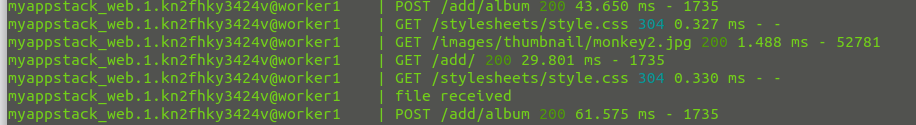 myappstack_web.1.kn2fhky3424v@worker1    | POST /add/album 200 43.650 ms - 1735
myappstack_web.1.kn2fhky3424v@worker1    | GET /stylesheets/style.css 304 0.327 ms - -
myappstack_web.1.kn2fhky3424v@worker1    | GET /images/thumbnail/monkey2.jpg 200 1.488 ms - 52781
myappstack_web.1.kn2fhky3424v@worker1    | GET /add/ 200 29.801 ms - 1735
myappstack_web.1.kn2fhky3424v@worker1    | GET /stylesheets/style.css 304 0.330 ms - -
myappstack_web.1.kn2fhky3424v@worker1    | file received
myappstack_web.1.kn2fhky3424v@worker1    | POST /add/album 200 61.575 ms - 1735